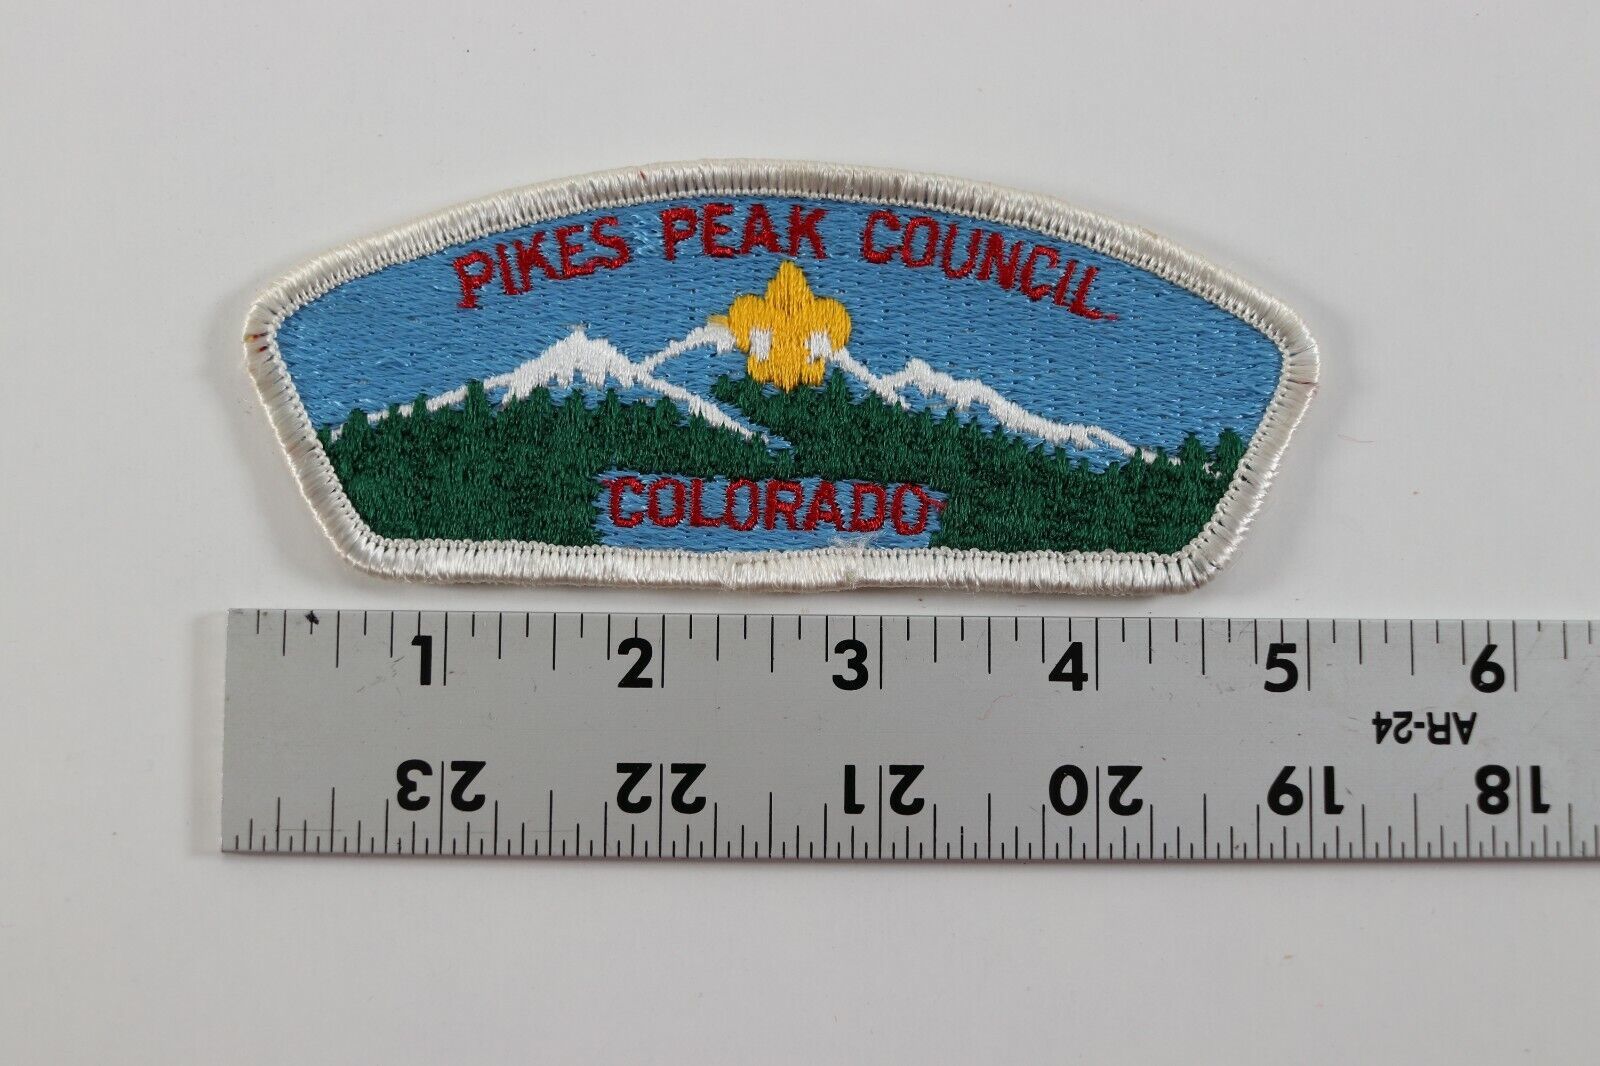 PIKES PEAK COUNCIL
COLORADO
1 2 3 4 5 6
AR-24
23 22 21 20 19 18